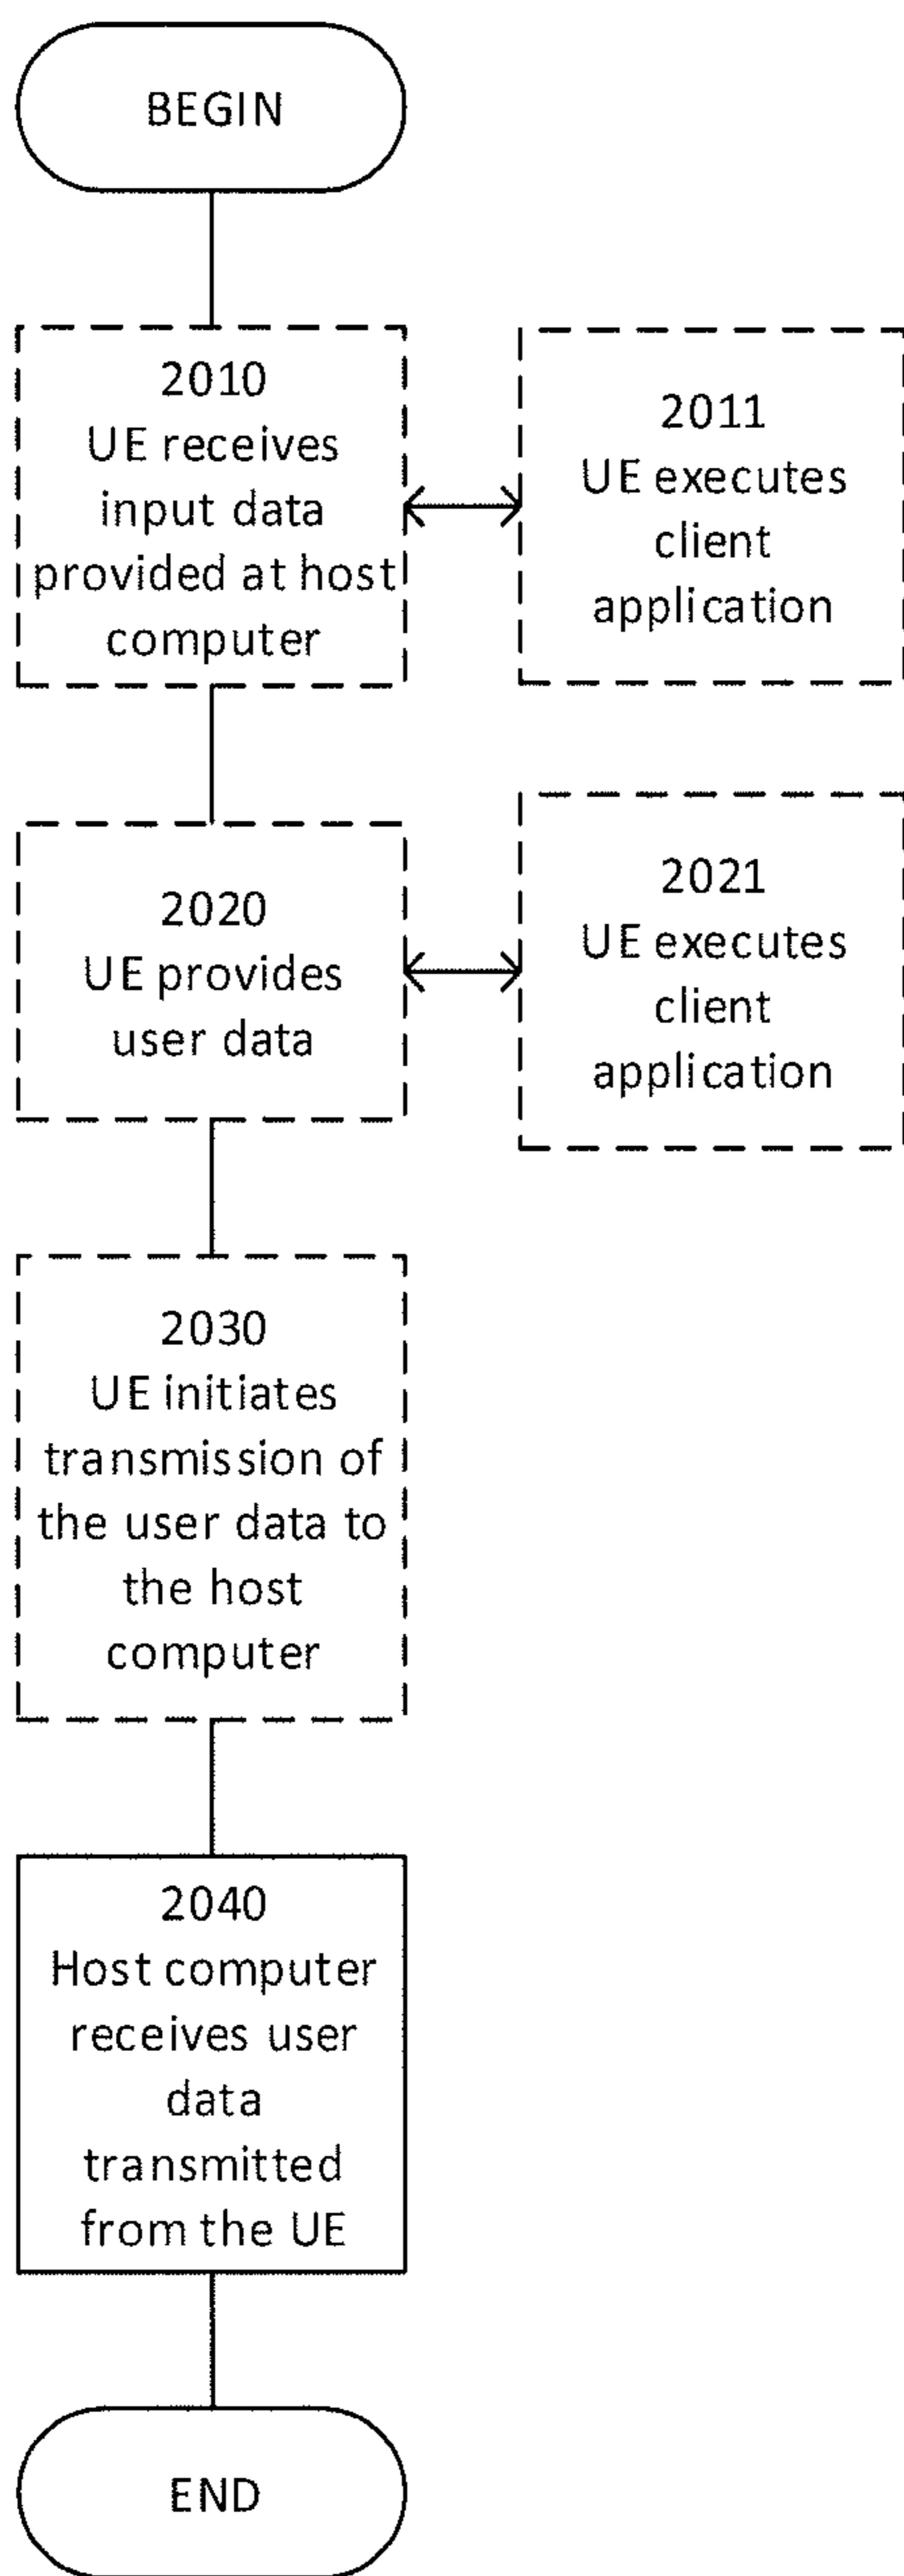 BEGIN
2010
UE receives
input data
provided at host
computer
2011
UE executes
client
application
2020
UE provides
user data
2021
UE executes
client
application
2030
UE initiates
transmission of
the user data to
the host
computer
2040
Host computer
receives user
data
transmitted
from the UE
END